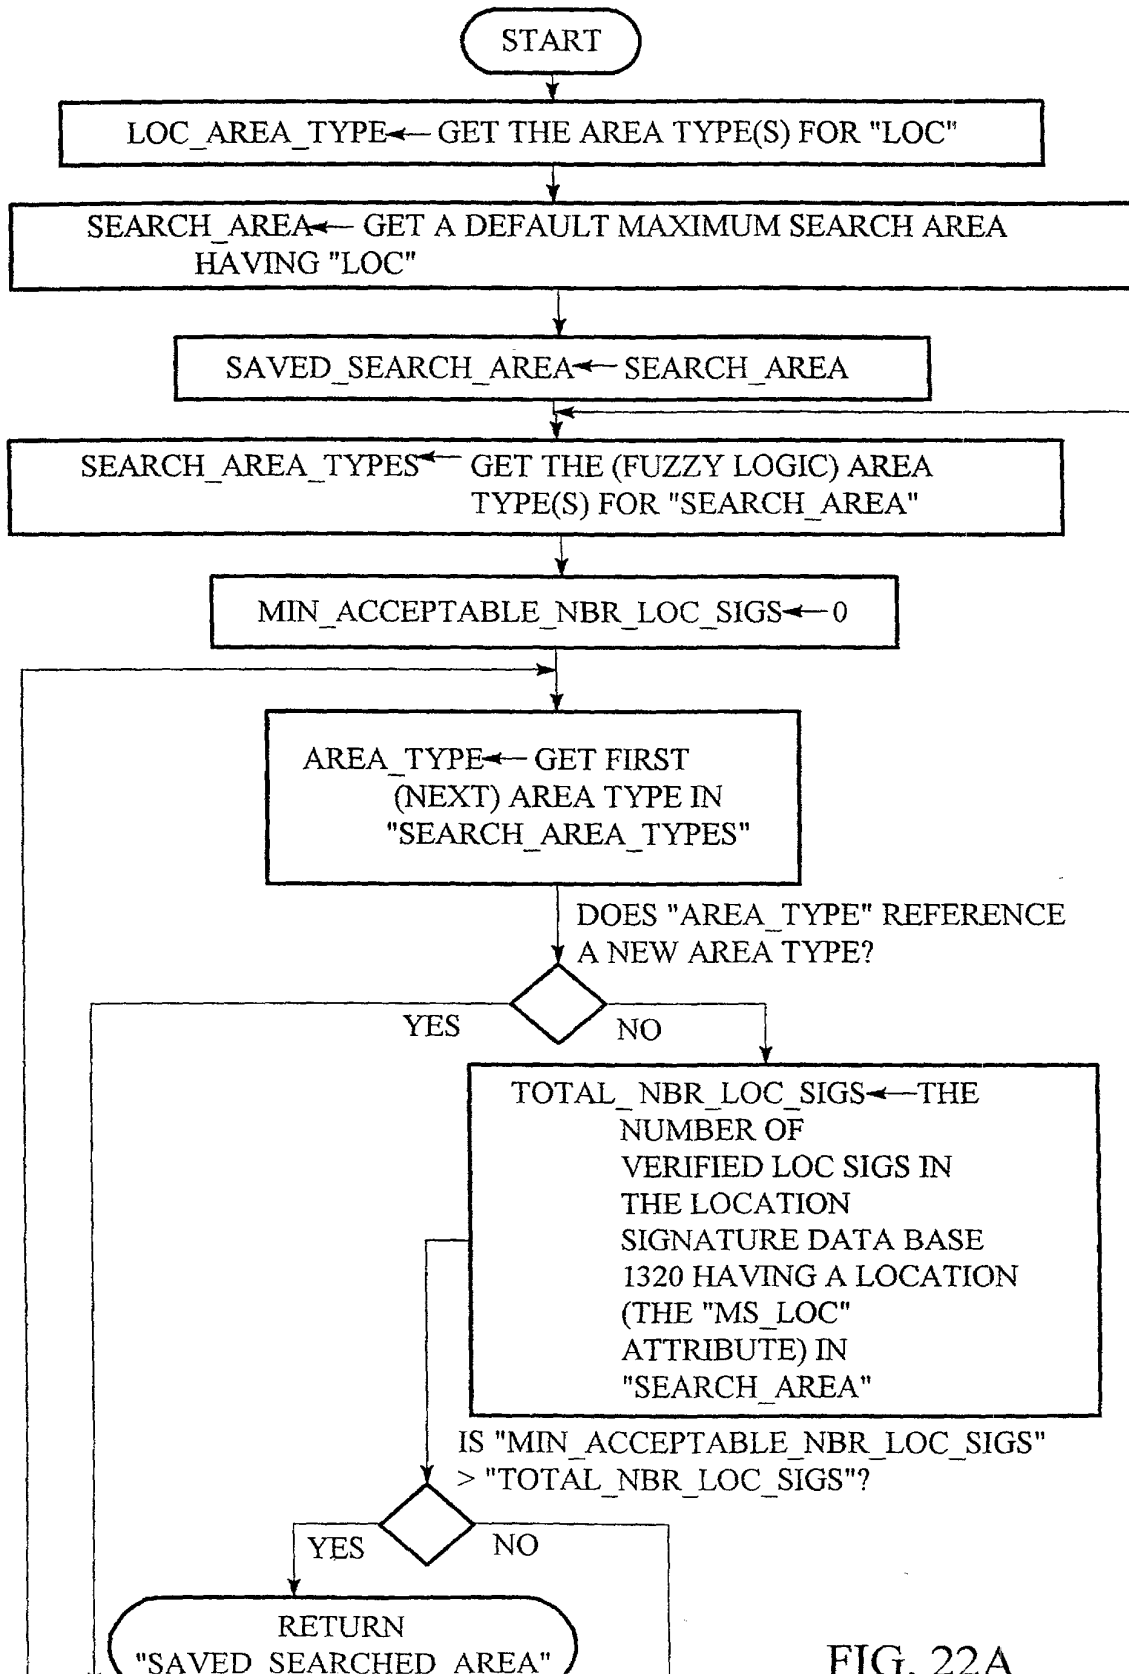 START
LOC_AREA_TYPE← GET THE AREA TYPE(S) FOR "LOC"
SEARCH_AREA← GET A DEFAULT MAXIMUM SEARCH AREA
HAVING "LOC"
SAVED_SEARCH_AREA← SEARCH_AREA
SEARCH_AREA_TYPES← GET THE (FUZZY LOGIC) AREA
TYPE(S) FOR "SEARCH_AREA"
MIN_ACCEPTABLE_NBR_LOC_SIGS←0
AREA_TYPE← GET FIRST
(NEXT) AREA TYPE IN
"SEARCH_AREA_TYPES"
DOES "AREA_TYPE" REFERENCE
A NEW AREA TYPE?
YES
NO
TOTAL_ NBR_LOC_SIGS←THE
NUMBER OF
VERIFIED LOC SIGS IN
THE LOCATION
SIGNATURE DATA BASE
1320 HAVING A LOCATION
(THE "MS_LOC"
ATTRIBUTE) IN
"SEARCH_AREA"
IS "MIN_ACCEPTABLE_NBR_LOC_SIGS"
> "TOTAL_NBR_LOC_SIGS"?
YES
NO
RETURN
"SAVED_SEARCHED_AREA"
FIG. 22A